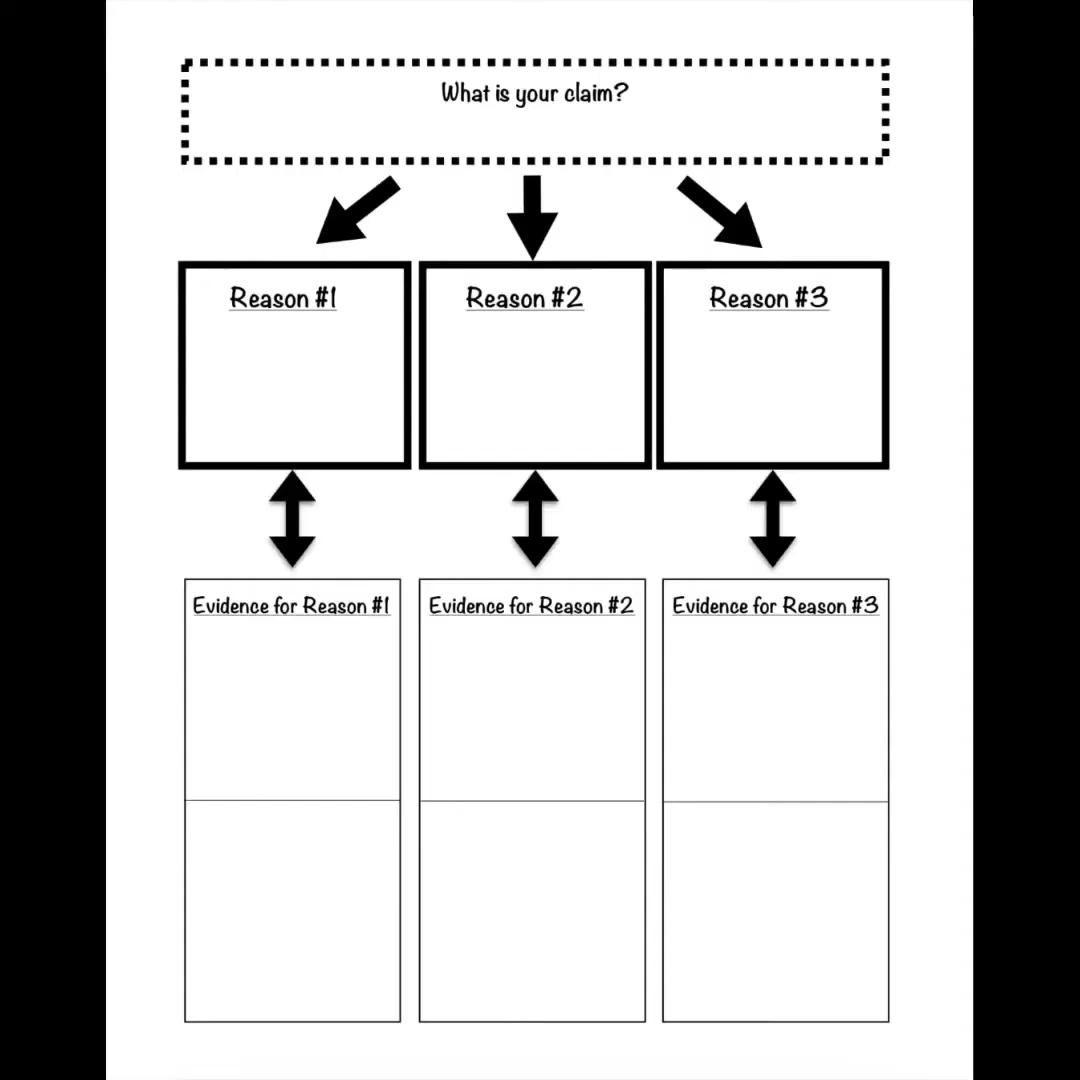 What is your claim?
Reason #1
Reason #2
Reason #3
Evidence for Reason #1
Evidence for Reason #2
Evidence for Reason #3